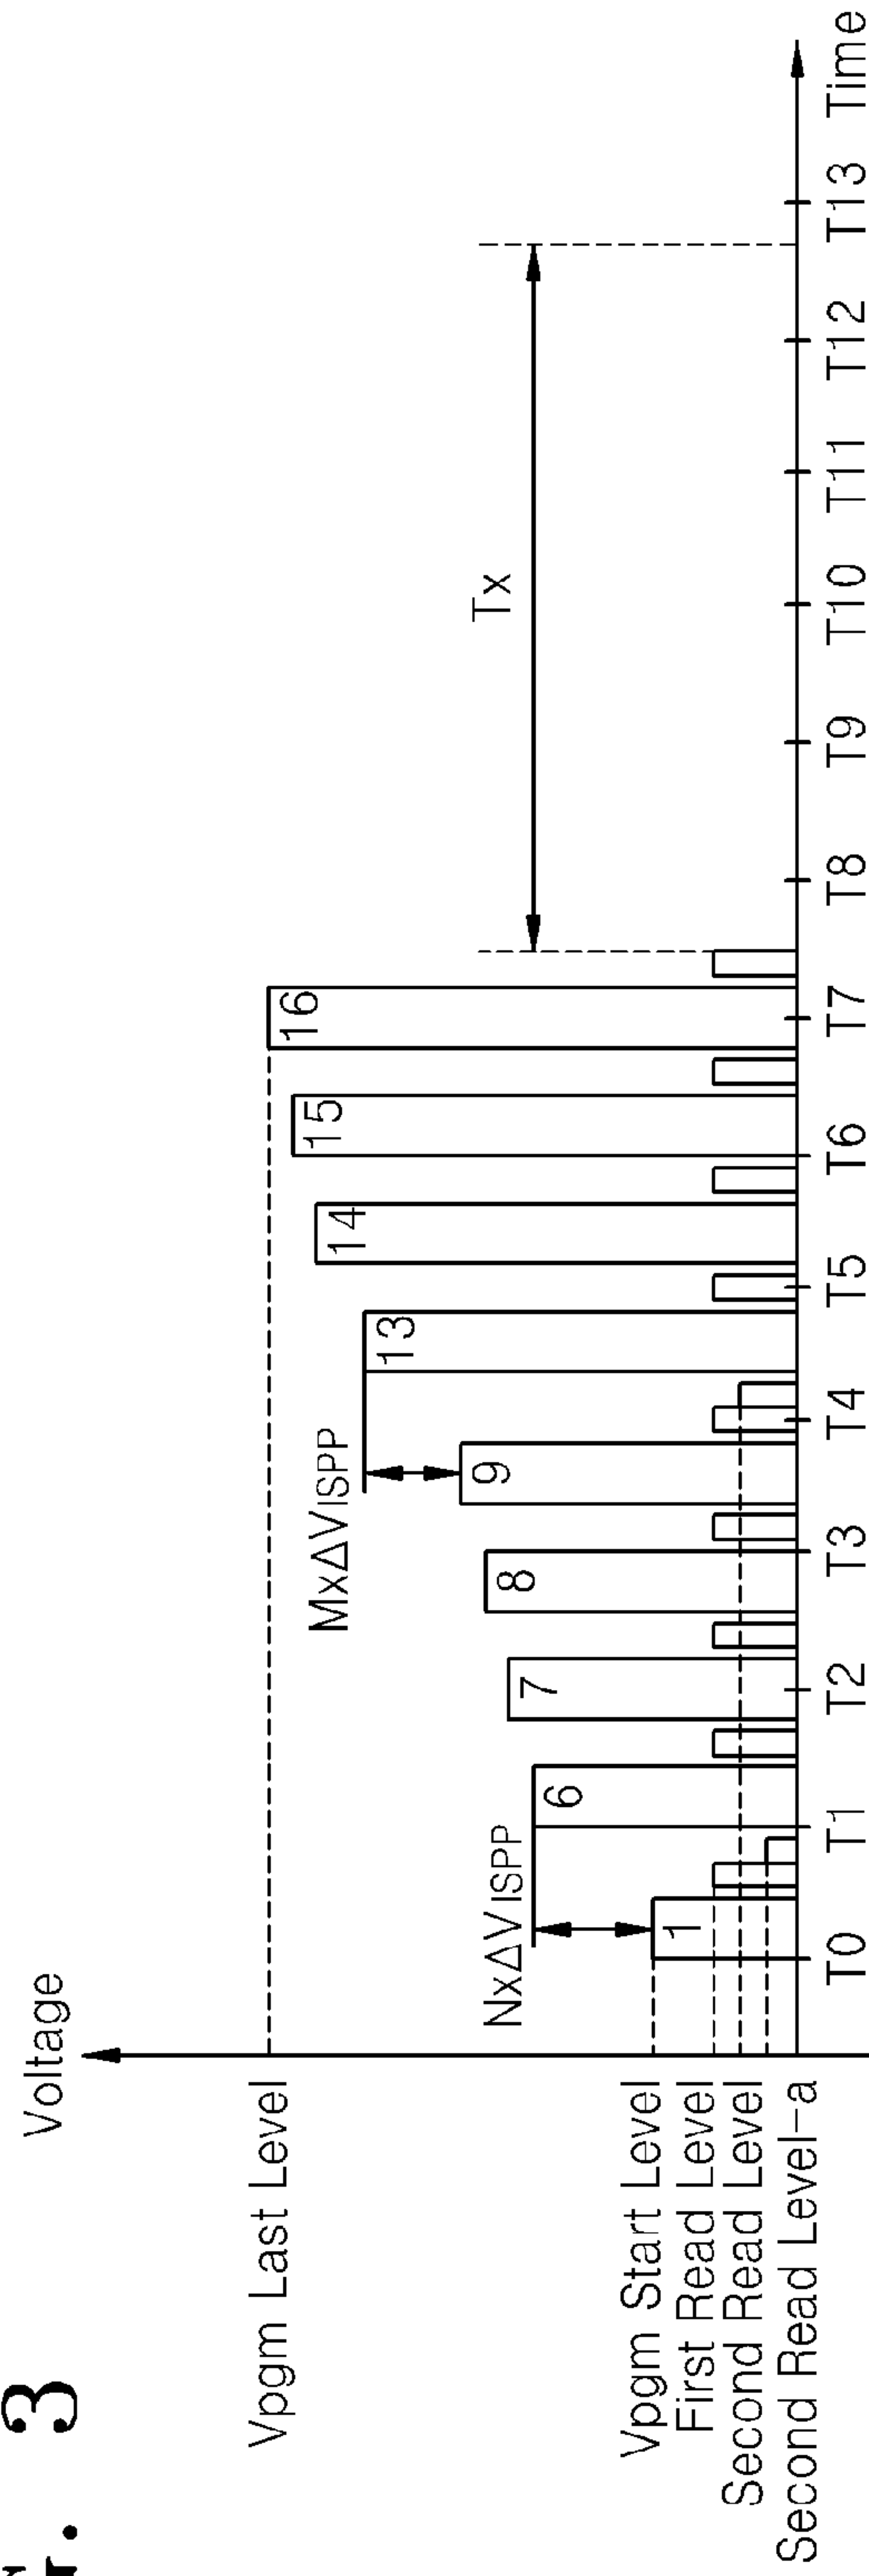 G. 3
Voltage
Vpgm Last Level
Vpgm Start Level
First Read Level
Second Read Level
Second Read Level-a
NxΔVISPP
MxΔVISPP
Tx
1
6
7
8
9
13
14
15
16
T0
T1
T2
T3
T4
T5
T6
T7
T8
T9
T10
T11
T12
T13
Time